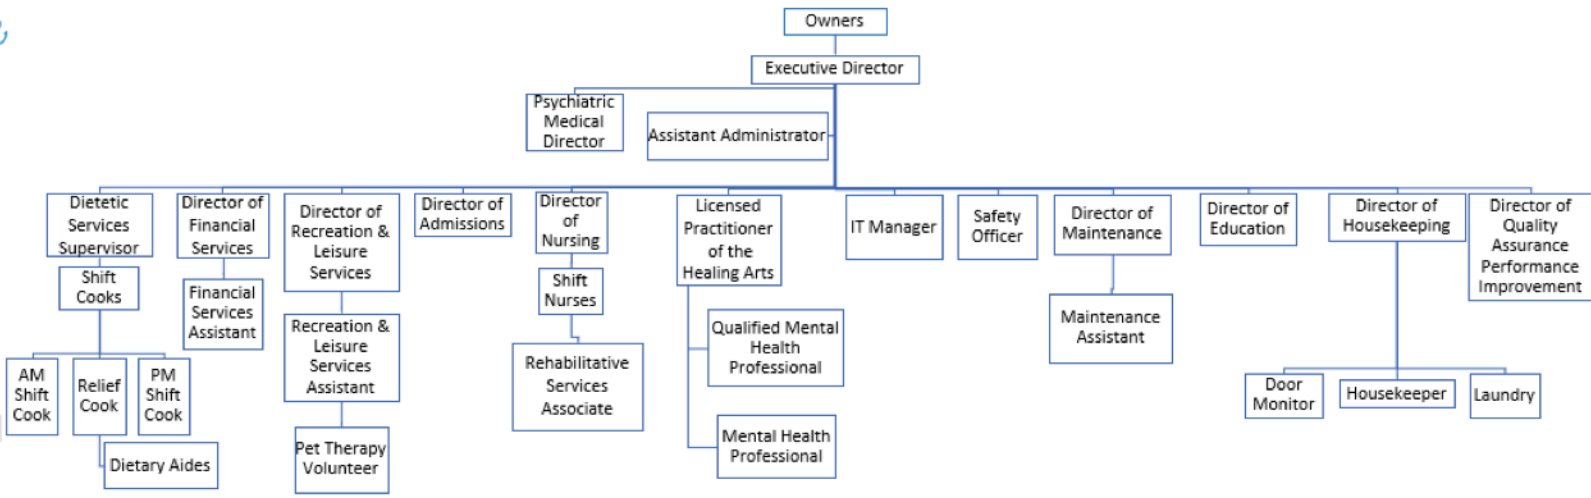 Owners
Executive Director
Psychiatric
Medical
Director
Assistant Administrator
Dietetic
Services
Supervisor
Director of
Financial
Services
Director of
Recreation &
Leisure
Services
Director of
Admissions
Director
of
Nursing
Licensed
Practitioner
of the
Healing Arts
IT Manager
Safety
Officer
Director of
Maintenance
Director of
Education
Director of
Housekeeping
Director of
Quality
Assurance
Performance
Improvement
Shift
Cooks
Financial
Services
Assistant
Recreation &
Leisure
Services
Assistant
Shift
Nurses
Qualified Mental
Health
Professional
Maintenance
Assistant
AM
Shift
Cook
Relief
Cook
PM
Shift
Cook
Rehabilitative
Services
Associate
Door
Monitor
Housekeeper
Laundry
Dietary Aides
Pet Therapy
Volunteer
Mental Health
Professional